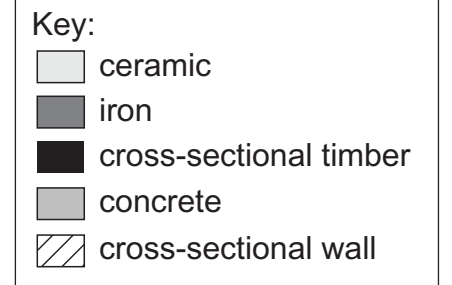 Key:
ceramic
iron
cross-sectional timber
concrete
cross-sectional wall